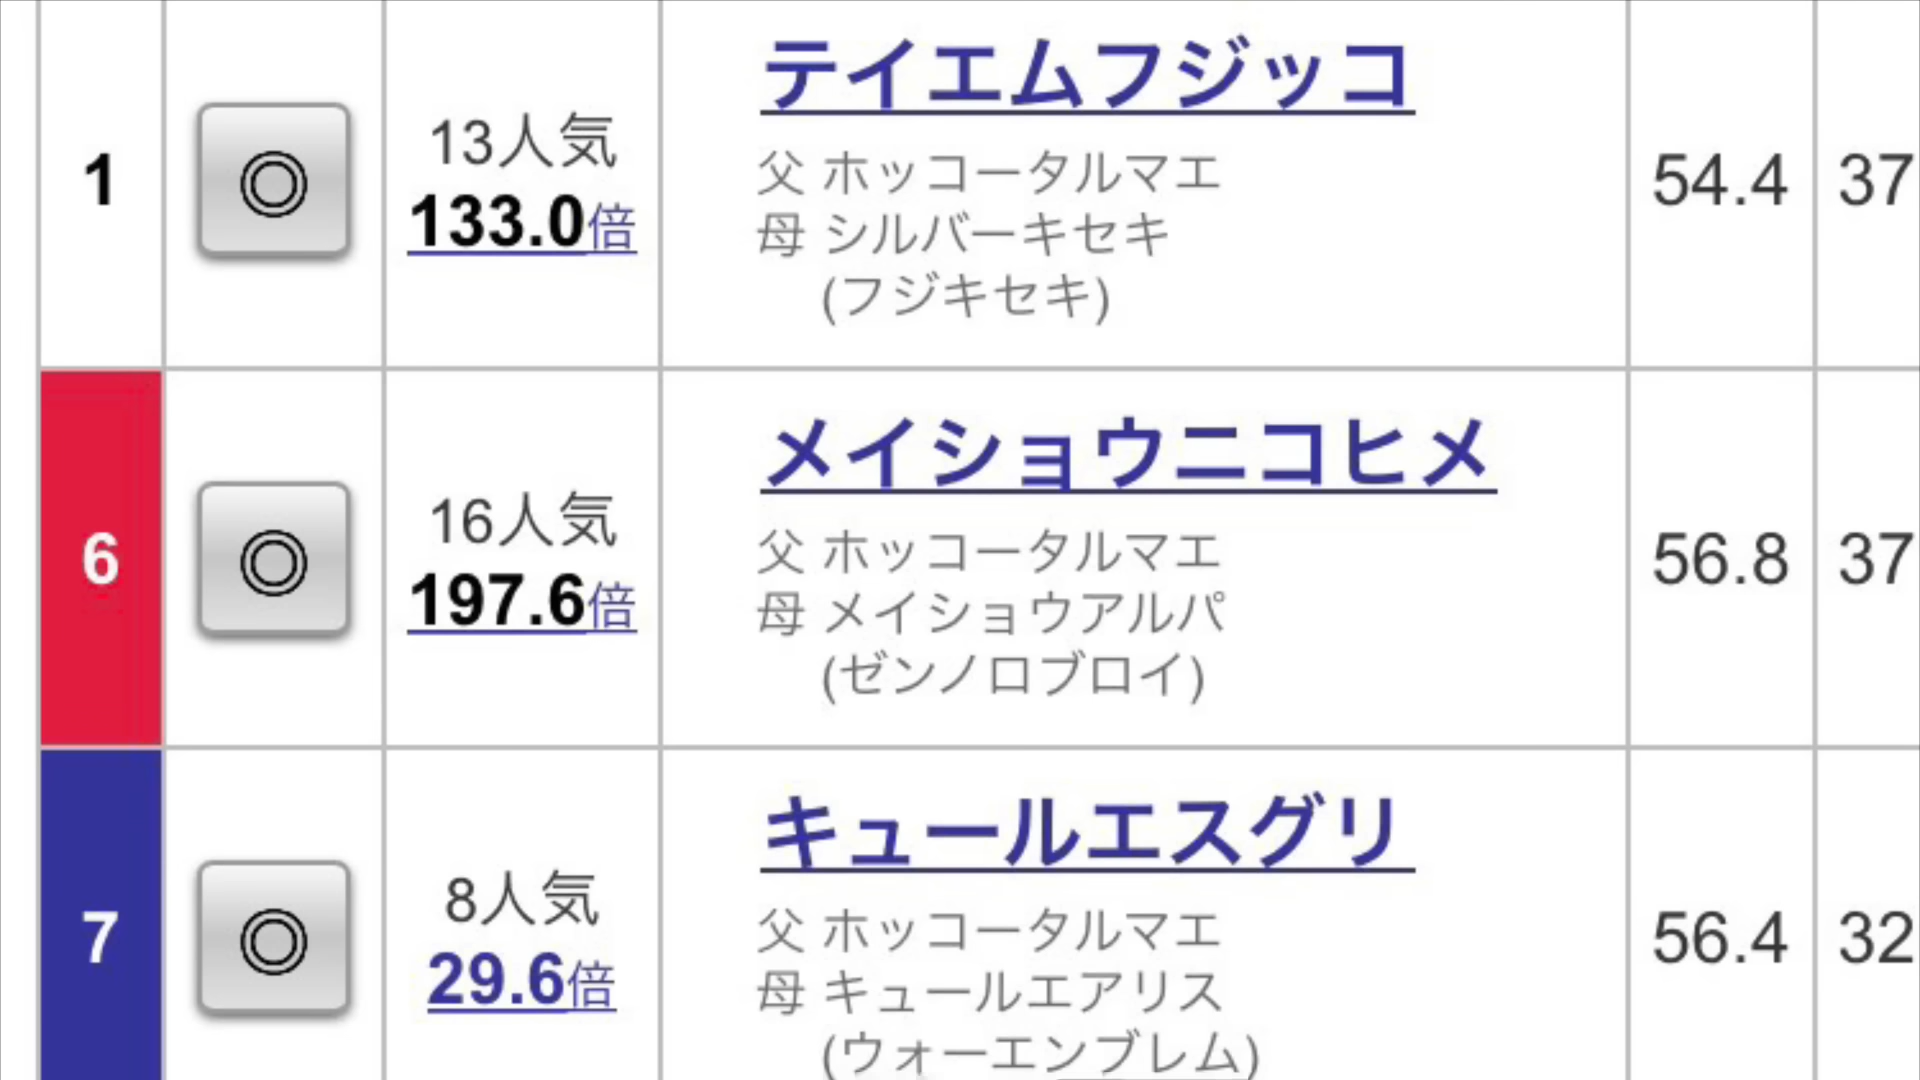 1
◎
13人気
133.0倍
テイエムフジッコ
父 ホッコータルマエ
母 シルバーキセキ
(フジキセキ)
54.4
37
6
◎
16人気
197.6倍
メイショウニコヒメ
父 ホッコータルマエ
母 メイショウアルパ
(ゼンノロブロイ)
56.8
37
7
◎
8人気
29.6倍
キュールエスグリ
父 ホッコータルマエ
母 キュールエアリス
(ウォーエンブレム)
56.4
32